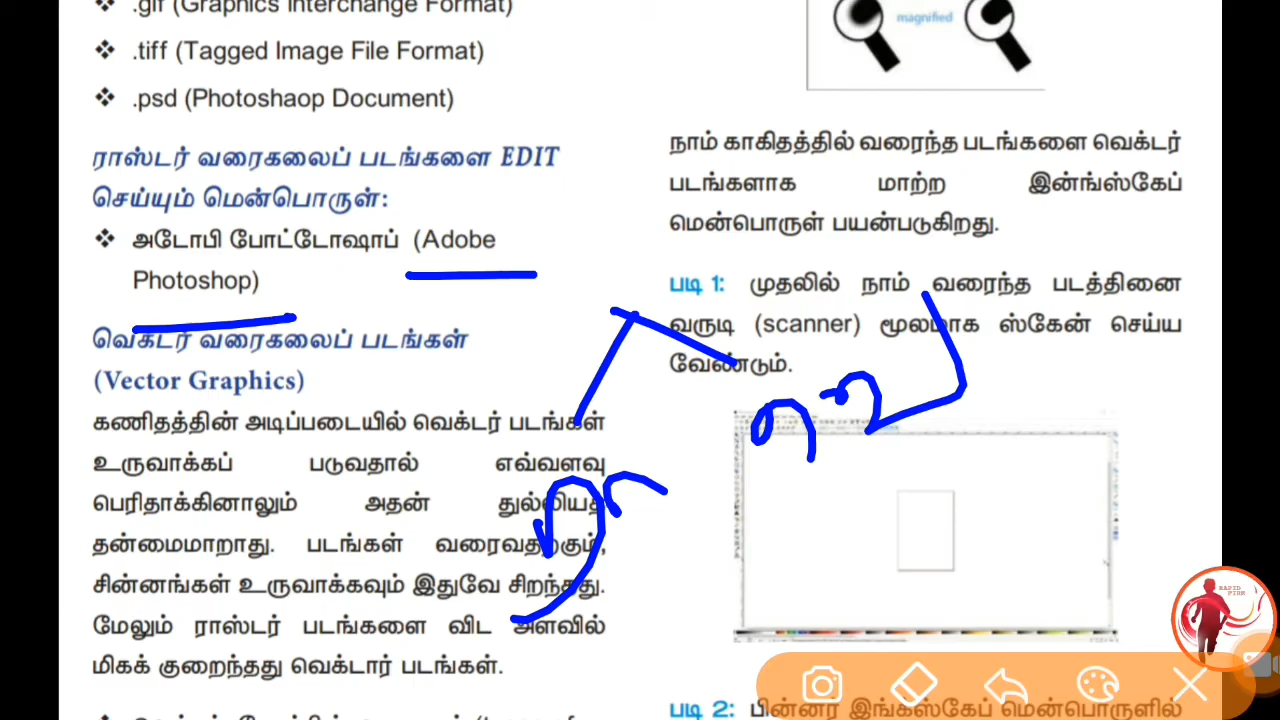 .gif (Graphics Interchange Format)
.tiff (Tagged Image File Format)
.psd (Photoshaop Document)
ராஸ்டர் வரைகலைப் படங்களை EDIT
செய்யும் மென்பொருள்:
அடோபி போட்டோஷாப் (Adobe
Photoshop)
வெக்டர் வரைகலைப் படங்கள்
(Vector Graphics)
கணிதத்தின் அடிப்படையில் வெக்டர் படங்கள்
உருவாக்கப் படுவதால் எவ்வளவு
பெரிதாக்கினாலும் அதன் துல்லியத்
தன்மைமாறாது. படங்கள் வரைவதற்கும்,
சின்னங்கள் உருவாக்கவும் இதுவே சிறந்தது.
மேலும் ராஸ்டர் படங்களை விட அளவில்
மிகக் குறைந்தது வெக்டார் படங்கள்.
magnified
நாம் காகிதத்தில் வரைந்த படங்களை வெக்டர்
படங்களாக மாற்ற இன்ங்ஸ்கேப்
மென்பொருள் பயன்படுகிறது.
படி 1: முதலில் நாம் வரைந்த படத்தினை
வருடி (scanner) மூலமாக ஸ்கேன் செய்ய
வேண்டும்.
படி 2: பின்னர் இங்க்ஸ்கேப் மென்பொருளில்
RAPID
FIRE